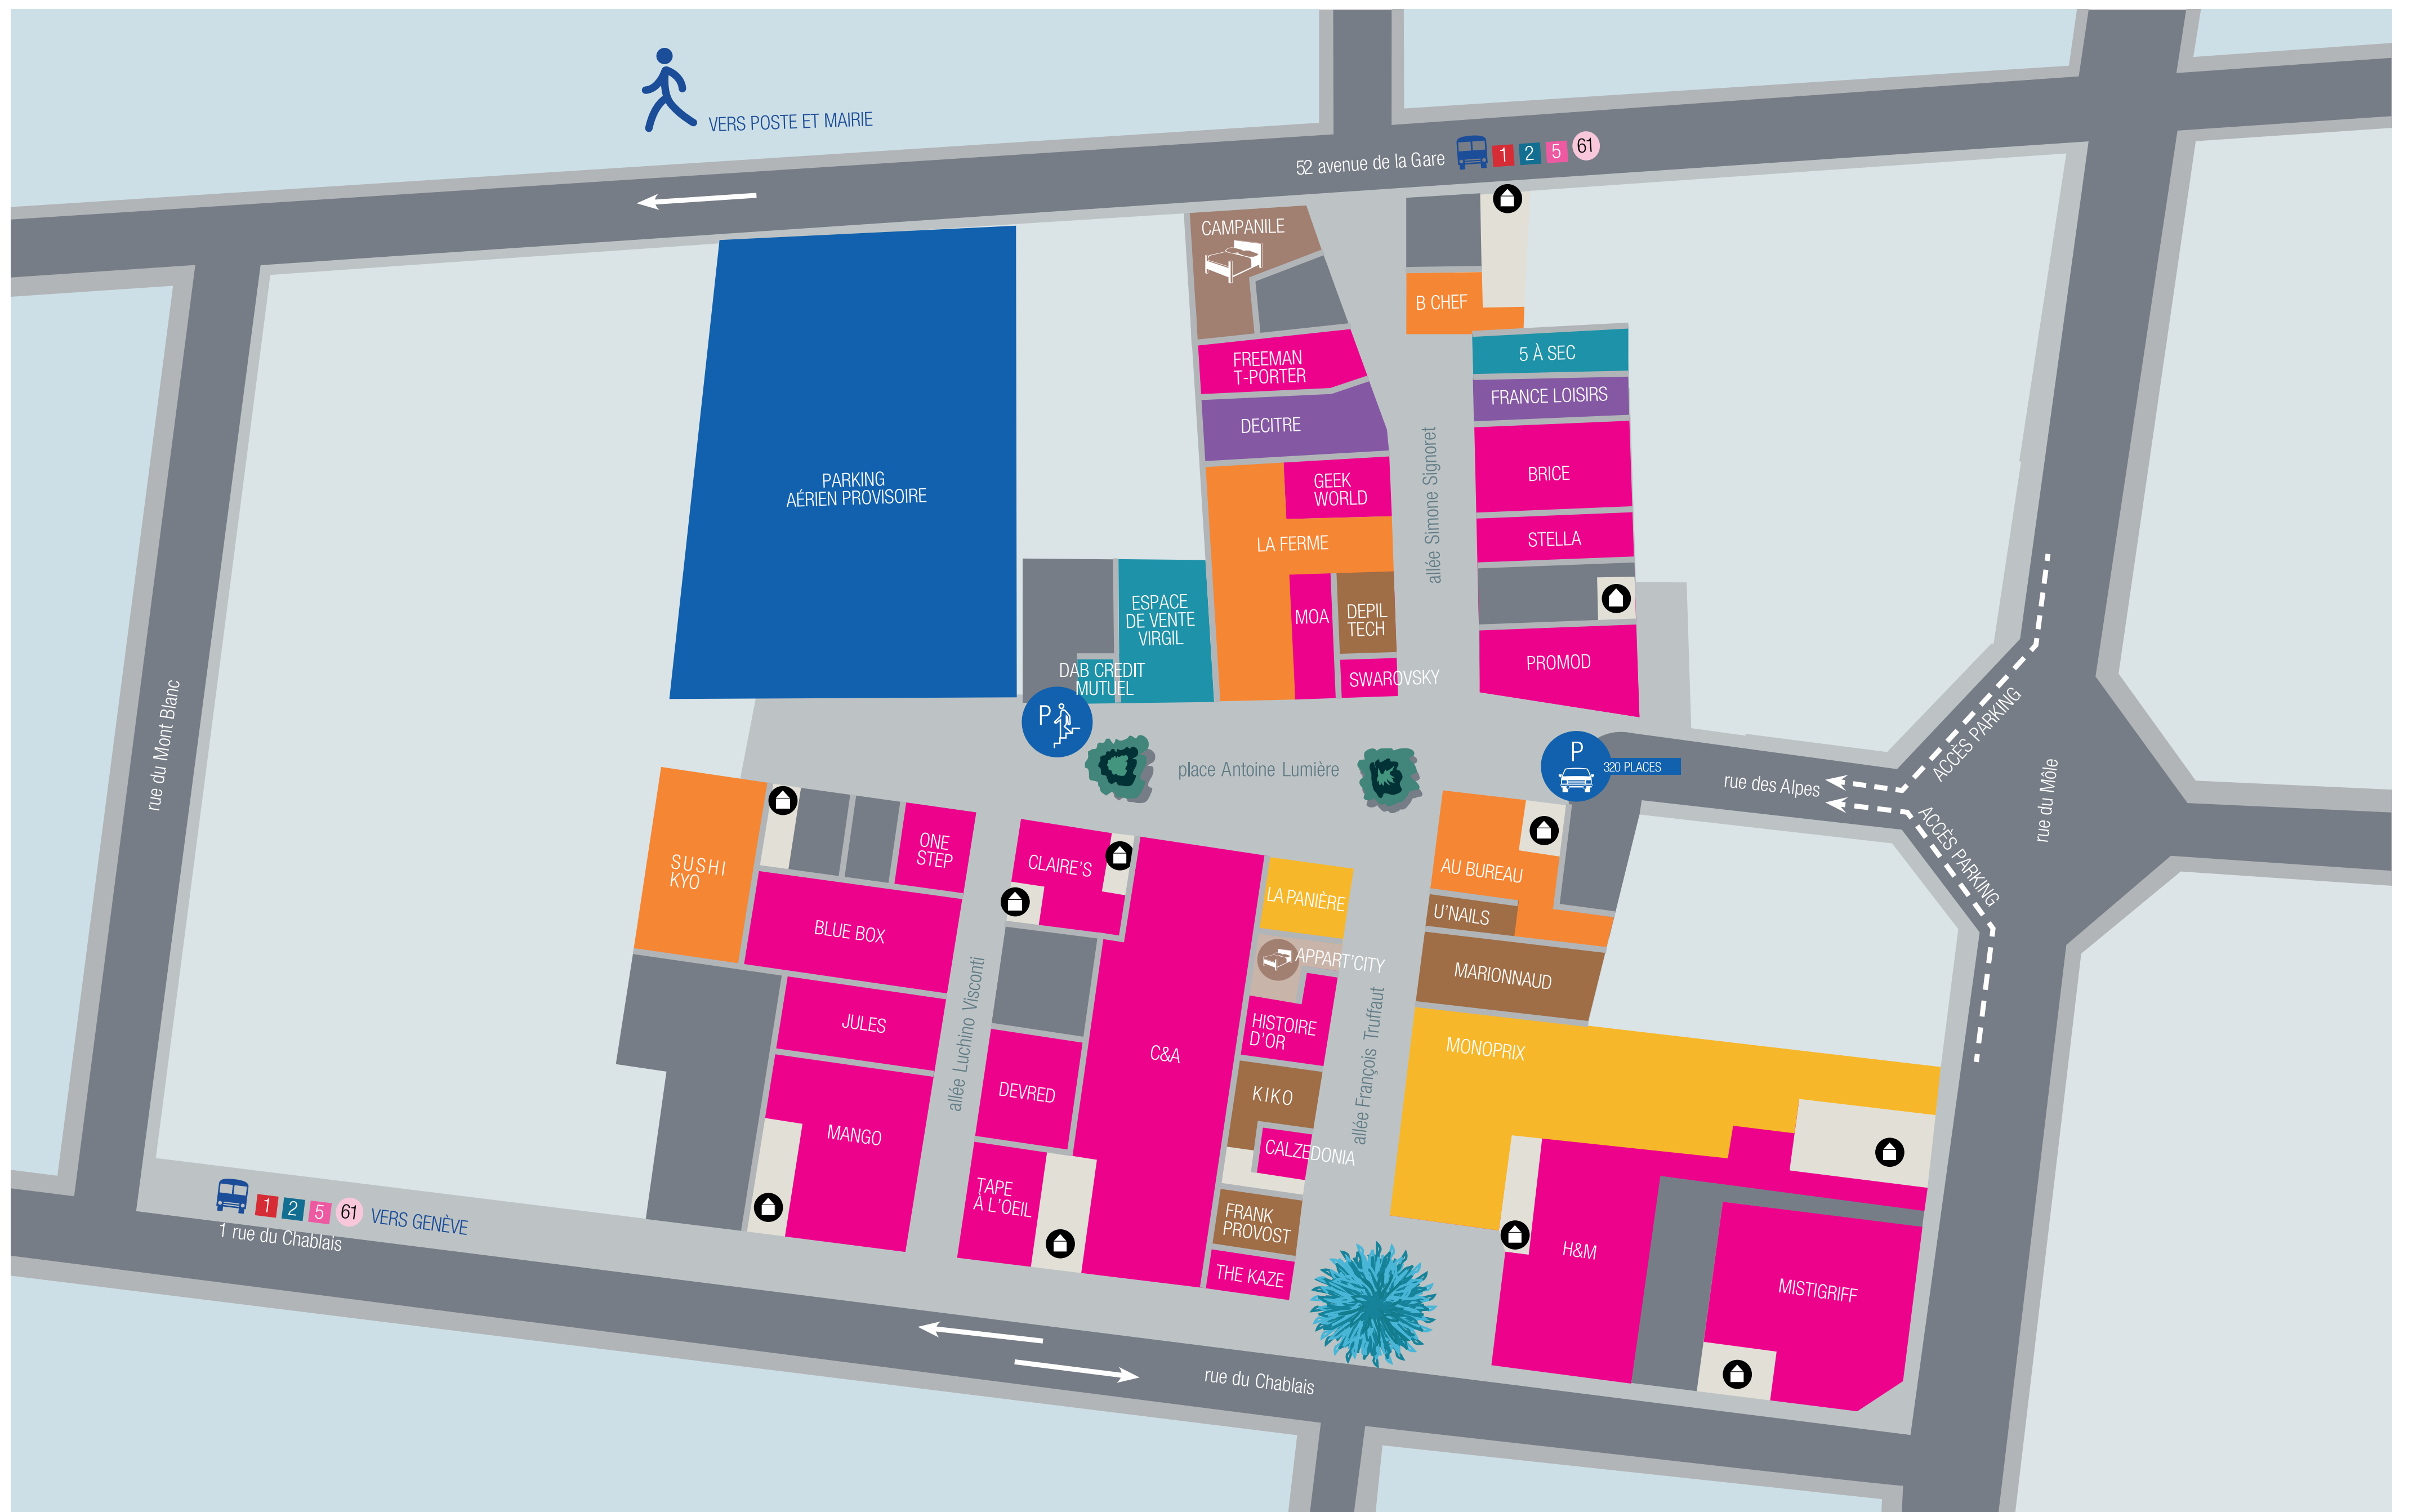 VERS POSTE ET MAIRIE
52 avenue de la Gare
1 2 5 61
CAMPANILE
B CHEF
FREEMAN
T-PORTER
5 À SEC
FRANCE LOISIRS
DECITRE
BRICE
GEEK
WORLD
PARKING
AÉRIEN PROVISOIRE
allée Simone Signoret
LA FERME
STELLA
ESPACE
DE VENTE
VIRGIL
MOA
DEPIL
TECH
DAB CREDIT
MUTUEL
SWAROVSKY
PROMOD
rue du Mont Blanc
P
place Antoine Lumière
P
320 PLACES
rue des Alpes
ACCÈS PARKING
ACCÈS PARKING
rue du Môle
SUSHI
KYO
ONE
STEP
CLAIRE'S
LA PANIÈRE
AU BUREAU
U'NAILS
BLUE BOX
APPART'CITY
MARIONNAUD
JULES
allée Luchino Visconti
C&A
HISTOIRE
D'OR
allée François Truffaut
MONOPRIX
DEVRED
KIKO
MANGO
CALZEDONIA
TAPE
À L'OEIL
FRANK
PROVOST
THE KAZE
H&M
MISTIGRIFF
1 2 5 61 VERS GENÈVE
1 rue du Chablais
rue du Chablais